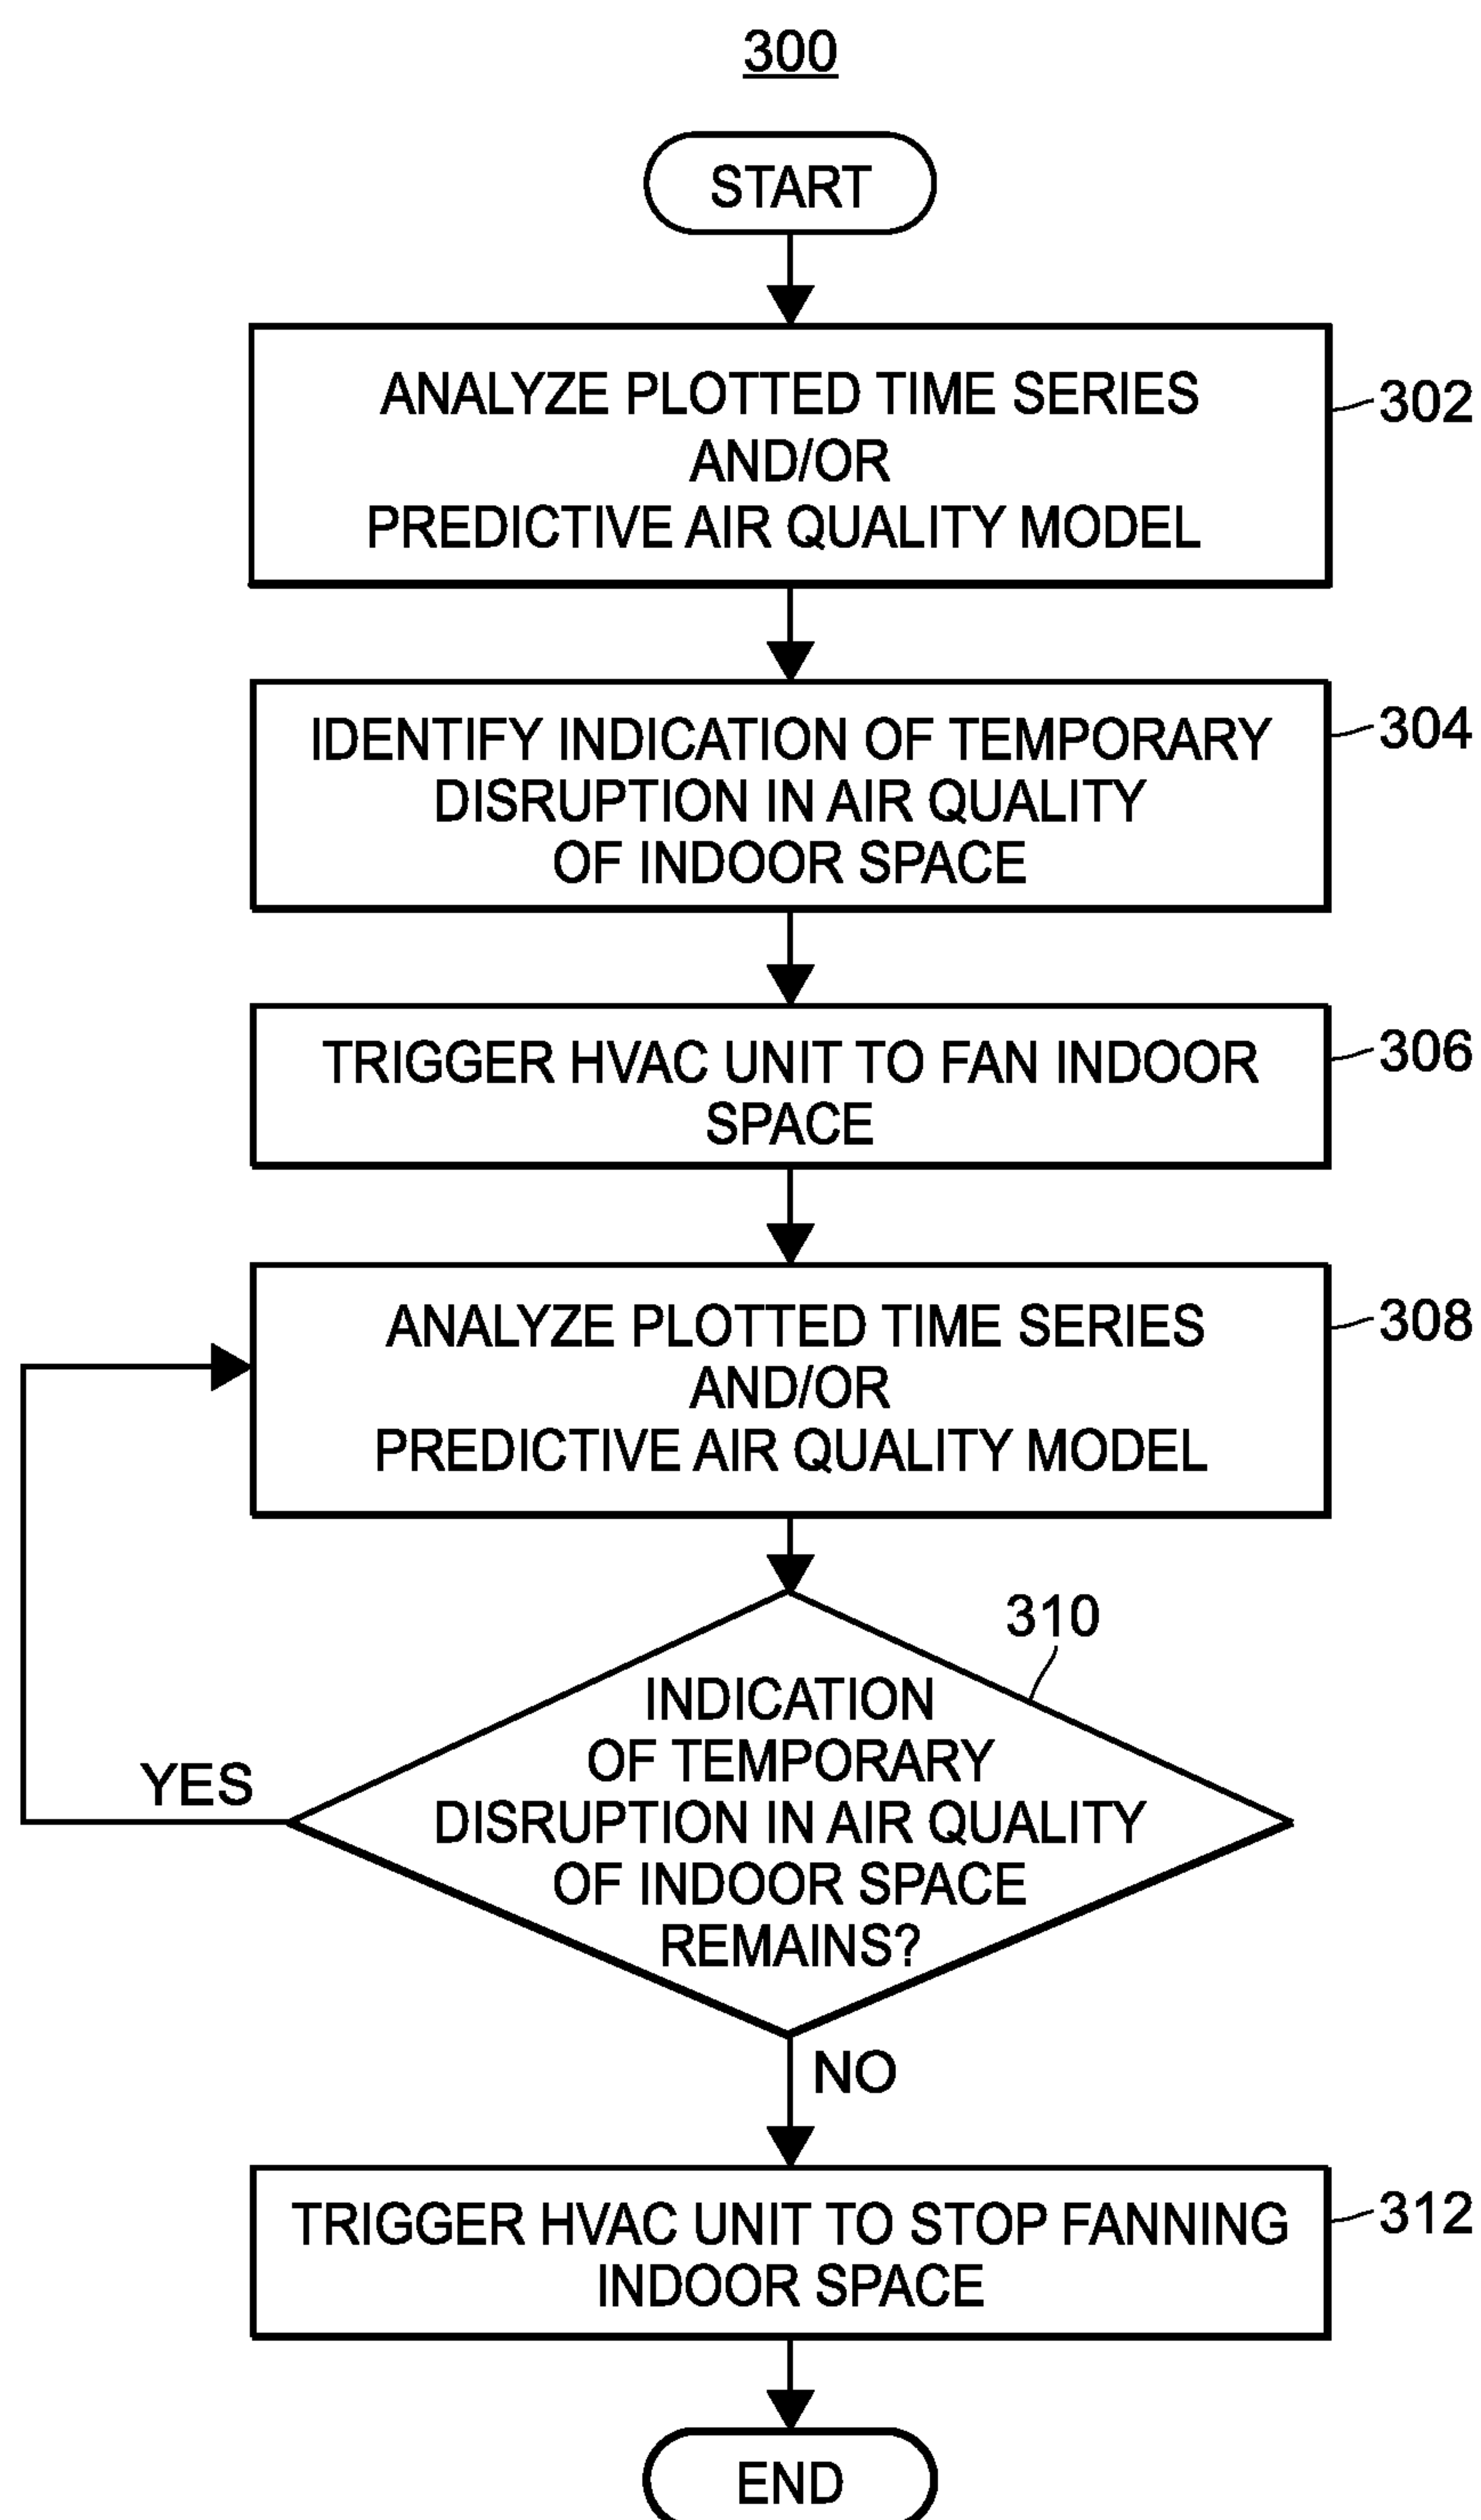 300
START
ANALYZE PLOTTED TIME SERIES
AND/OR
PREDICTIVE AIR QUALITY MODEL
302
IDENTIFY INDICATION OF TEMPORARY
DISRUPTION IN AIR QUALITY
OF INDOOR SPACE
304
TRIGGER HVAC UNIT TO FAN INDOOR
SPACE
306
ANALYZE PLOTTED TIME SERIES
AND/OR
PREDICTIVE AIR QUALITY MODEL
308
310
INDICATION
OF TEMPORARY
DISRUPTION IN AIR QUALITY
OF INDOOR SPACE
REMAINS?
YES
NO
TRIGGER HVAC UNIT TO STOP FANNING
INDOOR SPACE
312
END